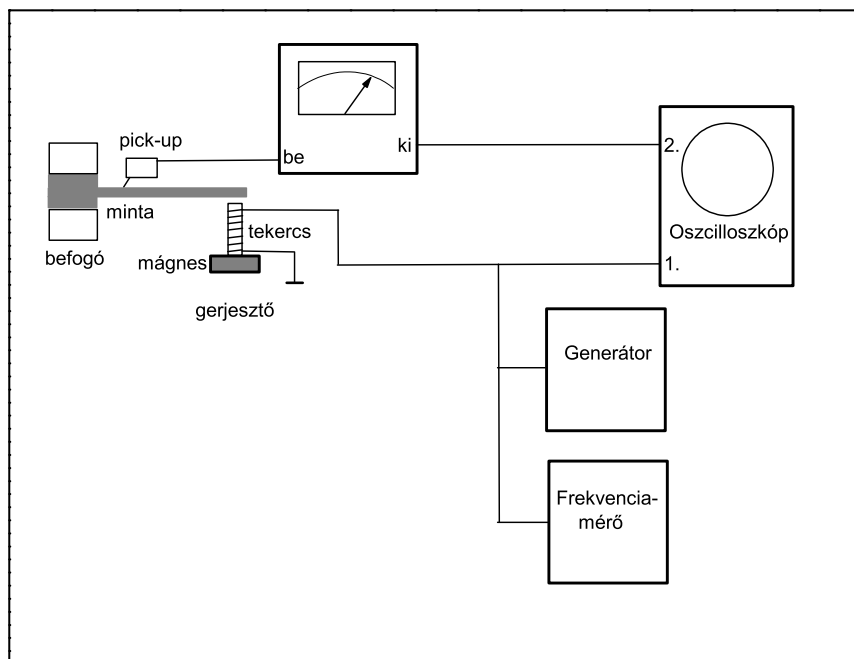 pick-up
be
ki
2.
minta
tekercs
Oszcilloszkóp
befogó
mágnes
1.
gerjesztő
Generátor
Frekvencia-
mérő